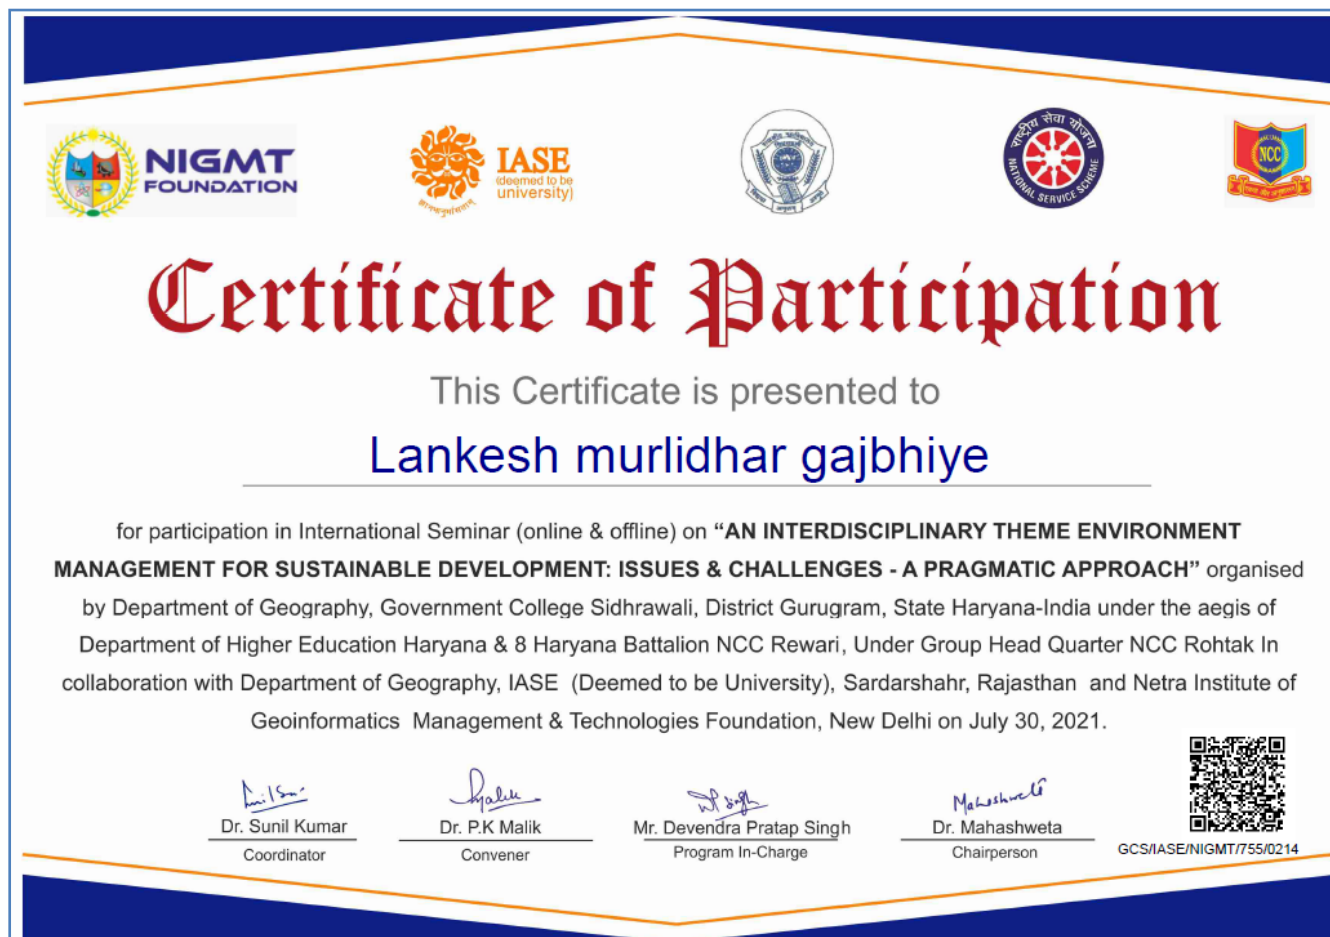 NIGMT
FOUNDATION
IASE
(deemed to be
university)
राष्ट्रीय सेवा योजना
NATIONAL SERVICE SCHEME
NCC
Certificate of Participation
This Certificate is presented to
Lankesh murlidhar gajbhiye
for participation in International Seminar (online & offline) on “AN INTERDISCIPLINARY THEME ENVIRONMENT
MANAGEMENT FOR SUSTAINABLE DEVELOPMENT: ISSUES & CHALLENGES - A PRAGMATIC APPROACH” organised
by Department of Geography, Government College Sidhrawali, District Gurugram, State Haryana-India under the aegis of
Department of Higher Education Haryana & 8 Haryana Battalion NCC Rewari, Under Group Head Quarter NCC Rohtak In
collaboration with Department of Geography, IASE (Deemed to be University), Sardarshahr, Rajasthan and Netra Institute of
Geoinformatics Management & Technologies Foundation, New Delhi on July 30, 2021.
Mahashweta
Dr. Sunil Kumar
Coordinator
Dr. P.K Malik
Convener
Mr. Devendra Pratap Singh
Program In-Charge
Dr. Mahashweta
Chairperson
GCS/IASE/NIGMT/755/0214